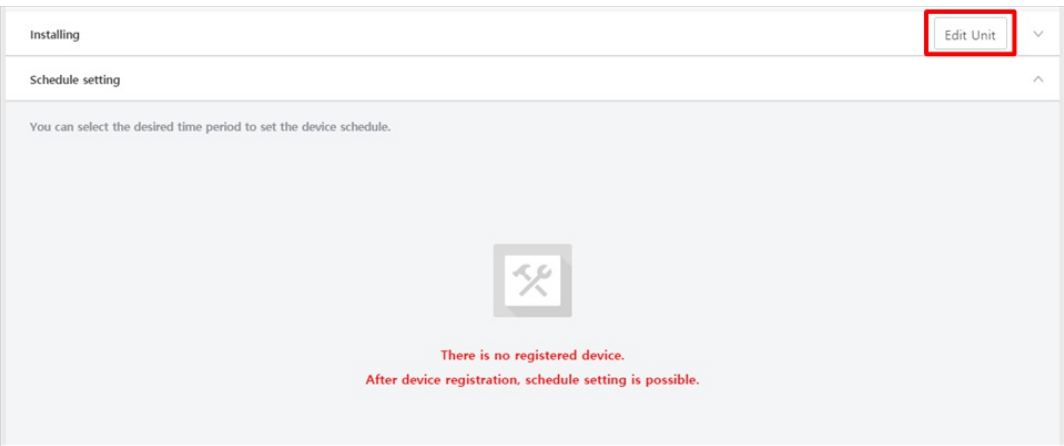 Installing
Edit Unit
Schedule setting
You can select the desired time period to set the device schedule.
There is no registered device.
After device registration, schedule setting is possible.